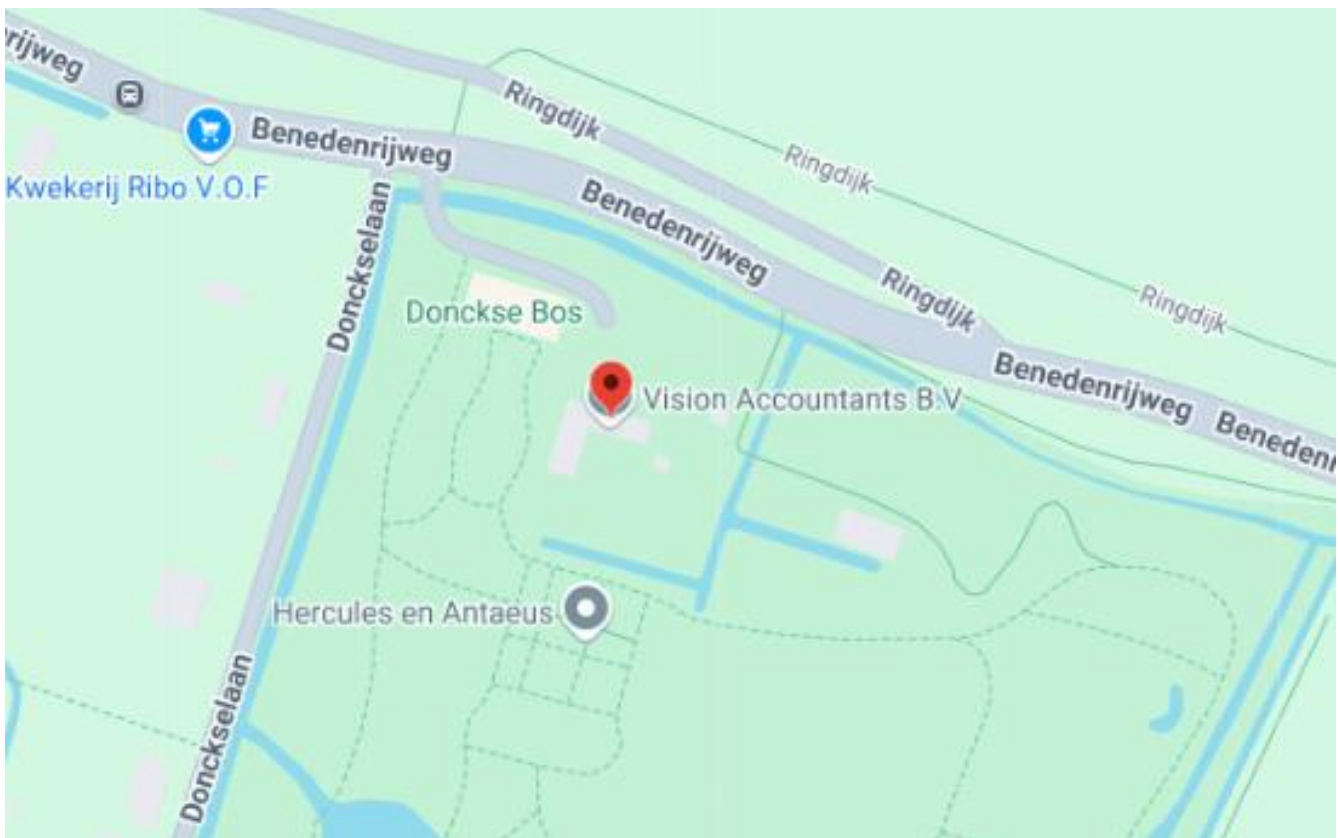 rijweg
Benedenrijweg
Ringdijk
Ringdijk
Kwekerij Ribo V.O.F
Donckselaan
Benedenrijweg
Ringdijk
Ringdijk
Donckse Bos
Benedenrijweg
Benedenr
Vision Accountants B.V
Hercules en Antaeus
Donckselaan